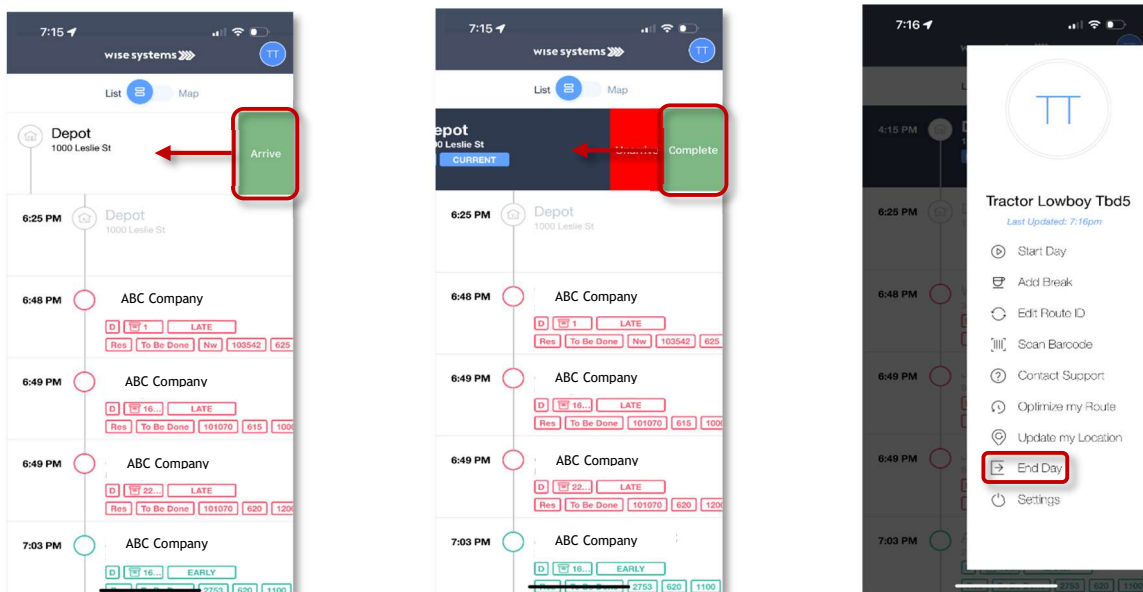 7:15
wise systems
TT
List Map
Depot
1000 Leslie St
Arrive
6:25 PM Depot
1000 Leslie St
6:48 PM ABC Company
D 1 LATE
Res To Be Done Nw 103542 625
6:49 PM ABC Company
D 16... LATE
Res To Be Done 101070 615 1000
6:49 PM ABC Company
D 22... LATE
Res To Be Done 101070 620 1200
7:03 PM ABC Company
D 16... EARLY
2753 620 1100
7:15
wise systems
TT
List Map
epot
00 Leslie St
CURRENT
Unarrive Complete
6:25 PM Depot
1000 Leslie St
6:48 PM ABC Company
D 1 LATE
Res To Be Done Nw 103542 625
6:49 PM ABC Company
D 16... LATE
Res To Be Done 101070 615 1000
6:49 PM ABC Company
D 22... LATE
Res To Be Done 101070 620 1200
7:03 PM ABC Company
D 16... EARLY
2753 620 1100
7:16
TT
4:15 PM
Tractor Lowboy Tbd5
Last Updated: 7:16pm
6:25 PM
Start Day
Add Break
6:48 PM
Edit Route ID
Scan Barcode
6:49 PM
Contact Support
Optimize my Route
Update my Location
6:49 PM
End Day
Settings
7:03 PM
2753 620 1100